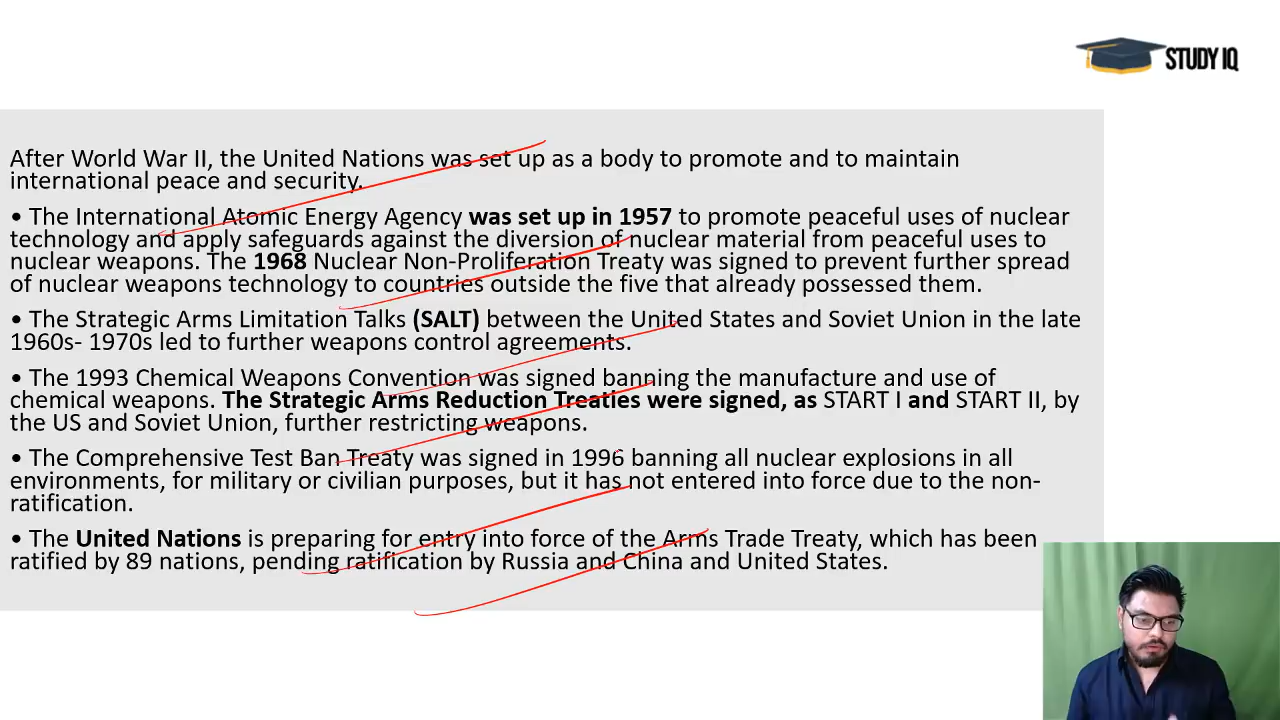 STUDY IQ
After World War II, the United Nations was set up as a body to promote and to maintain
international peace and security.
• The International Atomic Energy Agency was set up in 1957 to promote peaceful uses of nuclear
technology and apply safeguards against the diversion of nuclear material from peaceful uses to
nuclear weapons. The 1968 Nuclear Non-Proliferation Treaty was signed to prevent further spread
of nuclear weapons technology to countries outside the five that already possessed them.
• The Strategic Arms Limitation Talks (SALT) between the United States and Soviet Union in the late
1960s- 1970s led to further weapons control agreements.
• The 1993 Chemical Weapons Convention was signed banning the manufacture and use of
chemical weapons. The Strategic Arms Reduction Treaties were signed, as START I and START II, by
the US and Soviet Union, further restricting weapons.
• The Comprehensive Test Ban Treaty was signed in 1996 banning all nuclear explosions in all
environments, for military or civilian purposes, but it has not entered into force due to the non-
ratification.
• The United Nations is preparing for entry into force of the Arms Trade Treaty, which has been
ratified by 89 nations, pending ratification by Russia and China and United States.